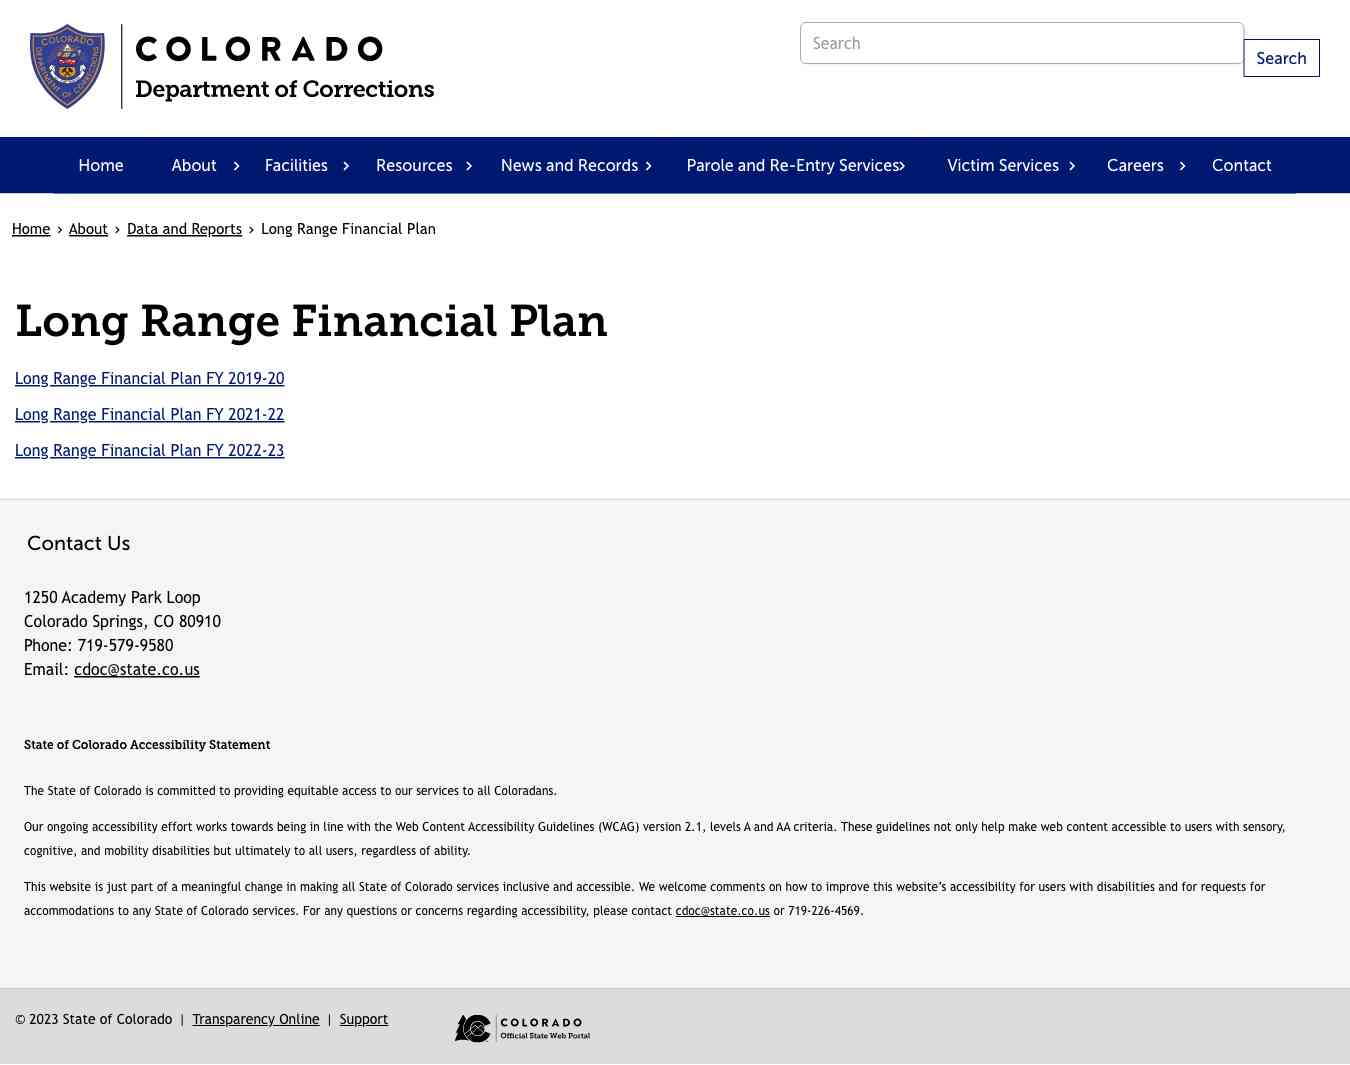 COLORADO
Department of Corrections
Search
Search
Home About Facilities Resources News and Records Parole and Re-Entry Services Victim Services Careers Contact
Home › About › Data and Reports › Long Range Financial Plan
Long Range Financial Plan
Long Range Financial Plan FY 2019-20
Long Range Financial Plan FY 2021-22
Long Range Financial Plan FY 2022-23
Contact Us
1250 Academy Park Loop
Colorado Springs, CO 80910
Phone: 719-579-9580
Email: cdoc@state.co.us
State of Colorado Accessibility Statement
The State of Colorado is committed to providing equitable access to our services to all Coloradans.
Our ongoing accessibility effort works towards being in line with the Web Content Accessibility Guidelines (WCAG) version 2.1, levels A and AA criteria. These guidelines not only help make web content accessible to users with sensory,
cognitive, and mobility disabilities but ultimately to all users, regardless of ability.
This website is just part of a meaningful change in making all State of Colorado services inclusive and accessible. We welcome comments on how to improve this website’s accessibility for users with disabilities and for requests for
accommodations to any State of Colorado services. For any questions or concerns regarding accessibility, please contact cdoc@state.co.us or 719-226-4569.
© 2023 State of Colorado | Transparency Online | Support
COLORADO
Official State Web Portal